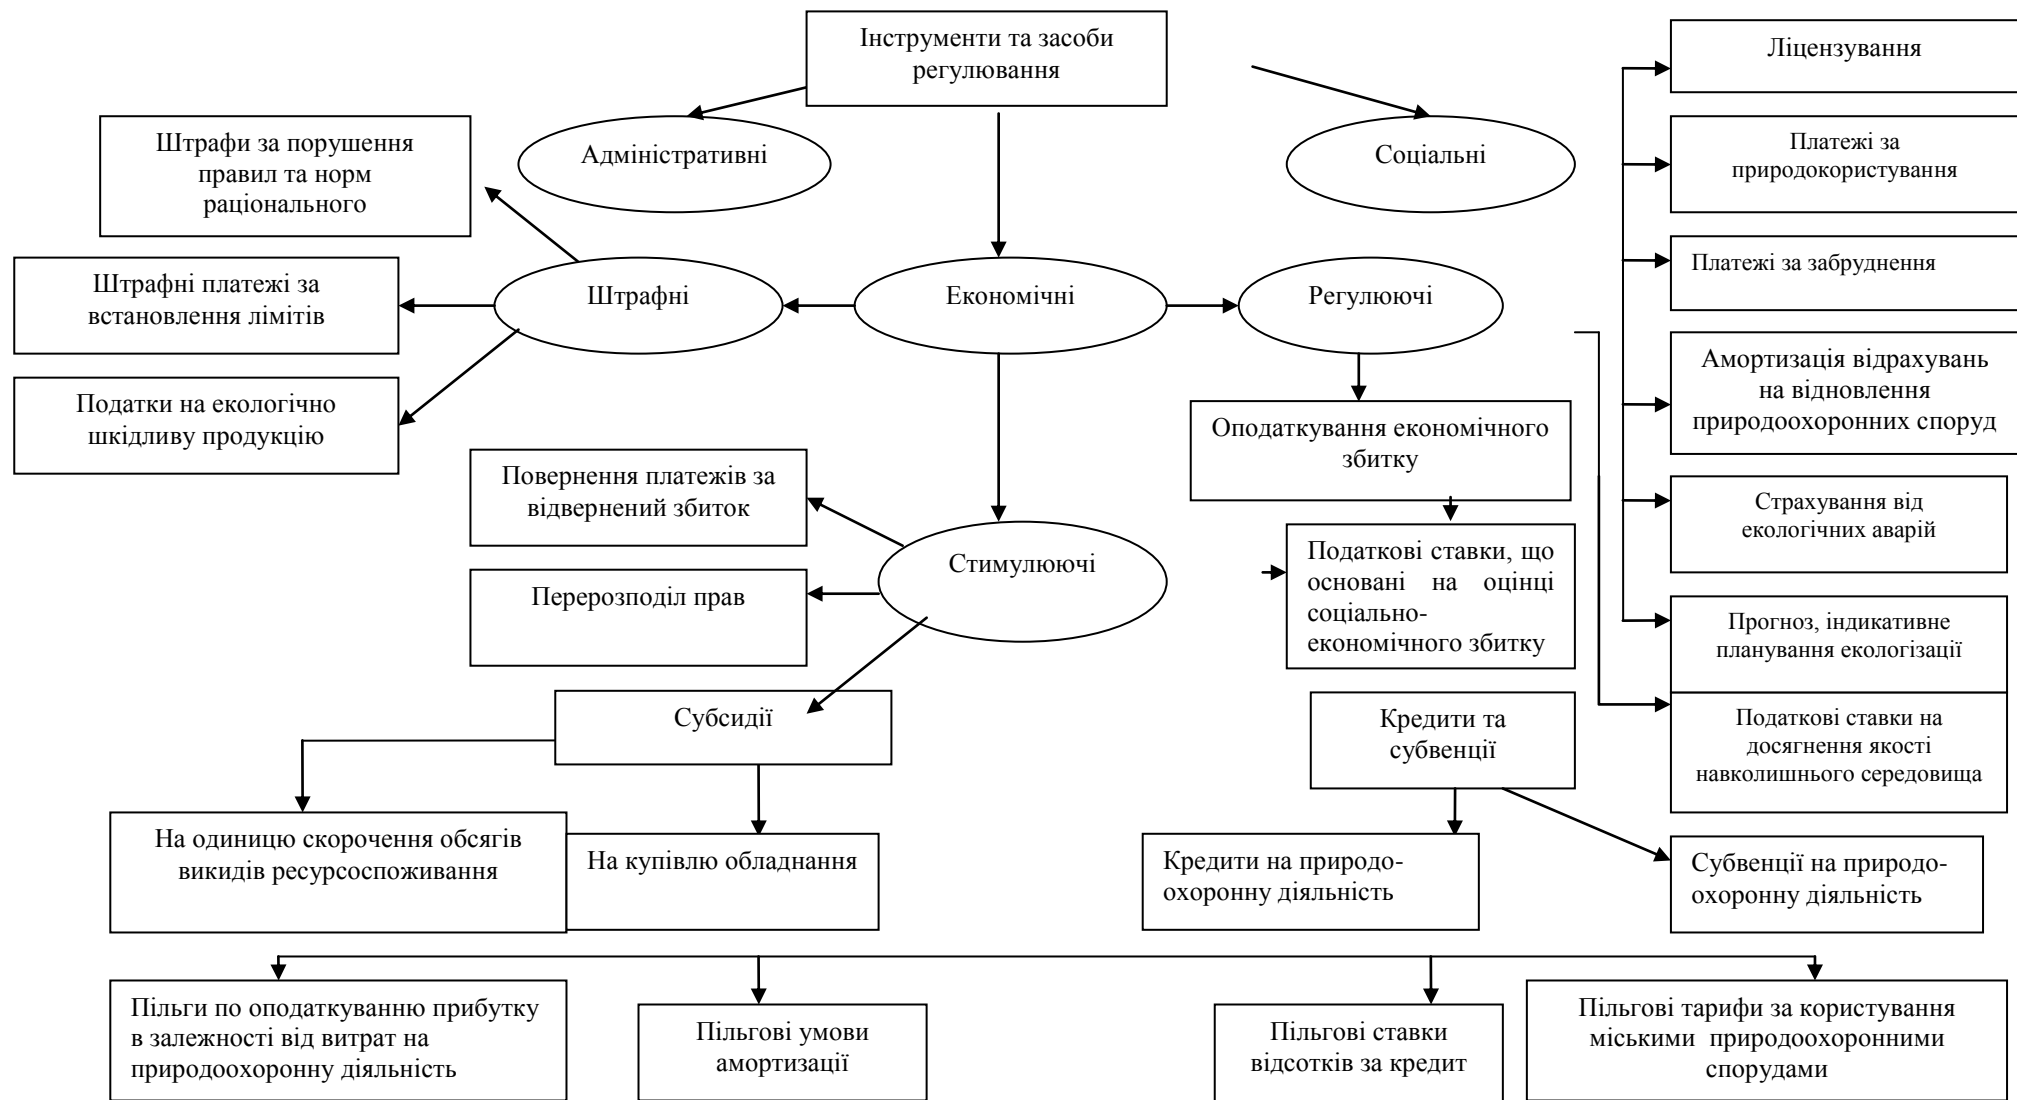 Інструменти та засоби
регулювання
Ліцензування
Штрафи за порушення
правил та норм
раціонального
Адміністративні
Соціальні
Платежі за
природокористування
Платежі за забруднення
Штрафні платежі за
встановлення лімітів
Штрафні
Економічні
Регулюючі
Амортизація відрахувань
на відновлення
природоохоронних споруд
Податки на екологічно
шкідливу продукцію
Оподаткування економічного
збитку
Повернення платежів за
відвернений збиток
Страхування від
екологічних аварій
Стимулюючі
Податкові ставки, що
основані на оцінці
соціально-
економічного збитку
Перерозподіл прав
Прогноз, індикативне
планування екологізації
Субсидії
Кредити та
субвенції
Податкові ставки на
досягнення якості
навколишнього середовища
На одиницю скорочення обсягів
викидів ресурсоспоживання
На купівлю обладнання
Кредити на природо-
охоронну діяльність
Субвенції на природо-
охоронну діяльність
Пільги по оподаткуванню прибутку
в залежності від витрат на
природоохоронну діяльність
Пільгові умови
амортизації
Пільгові ставки
відсотків за кредит
Пільгові тарифи за користування
міськими природоохоронними
спорудами